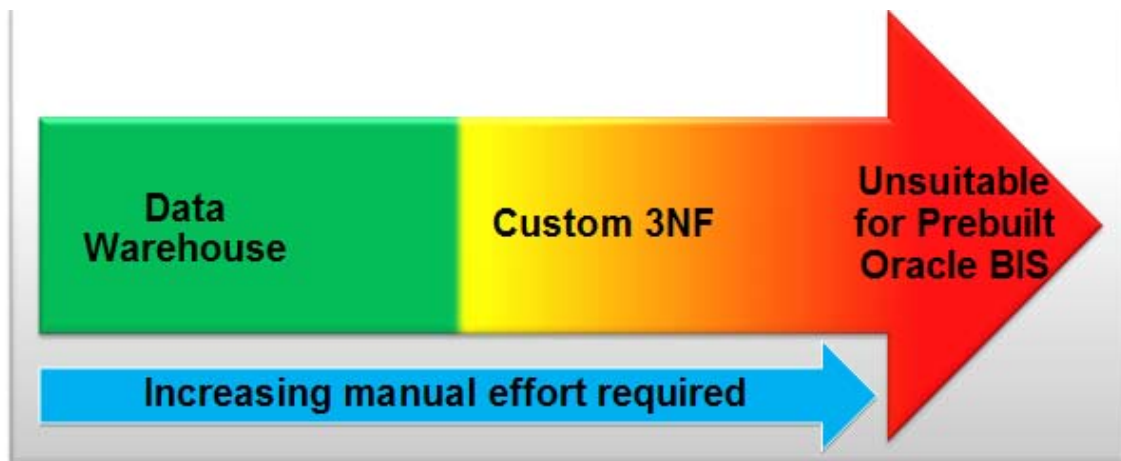 Data
Warehouse
Custom 3NF
Unsuitable
for Prebuilt
Oracle BIS
Increasing manual effort required